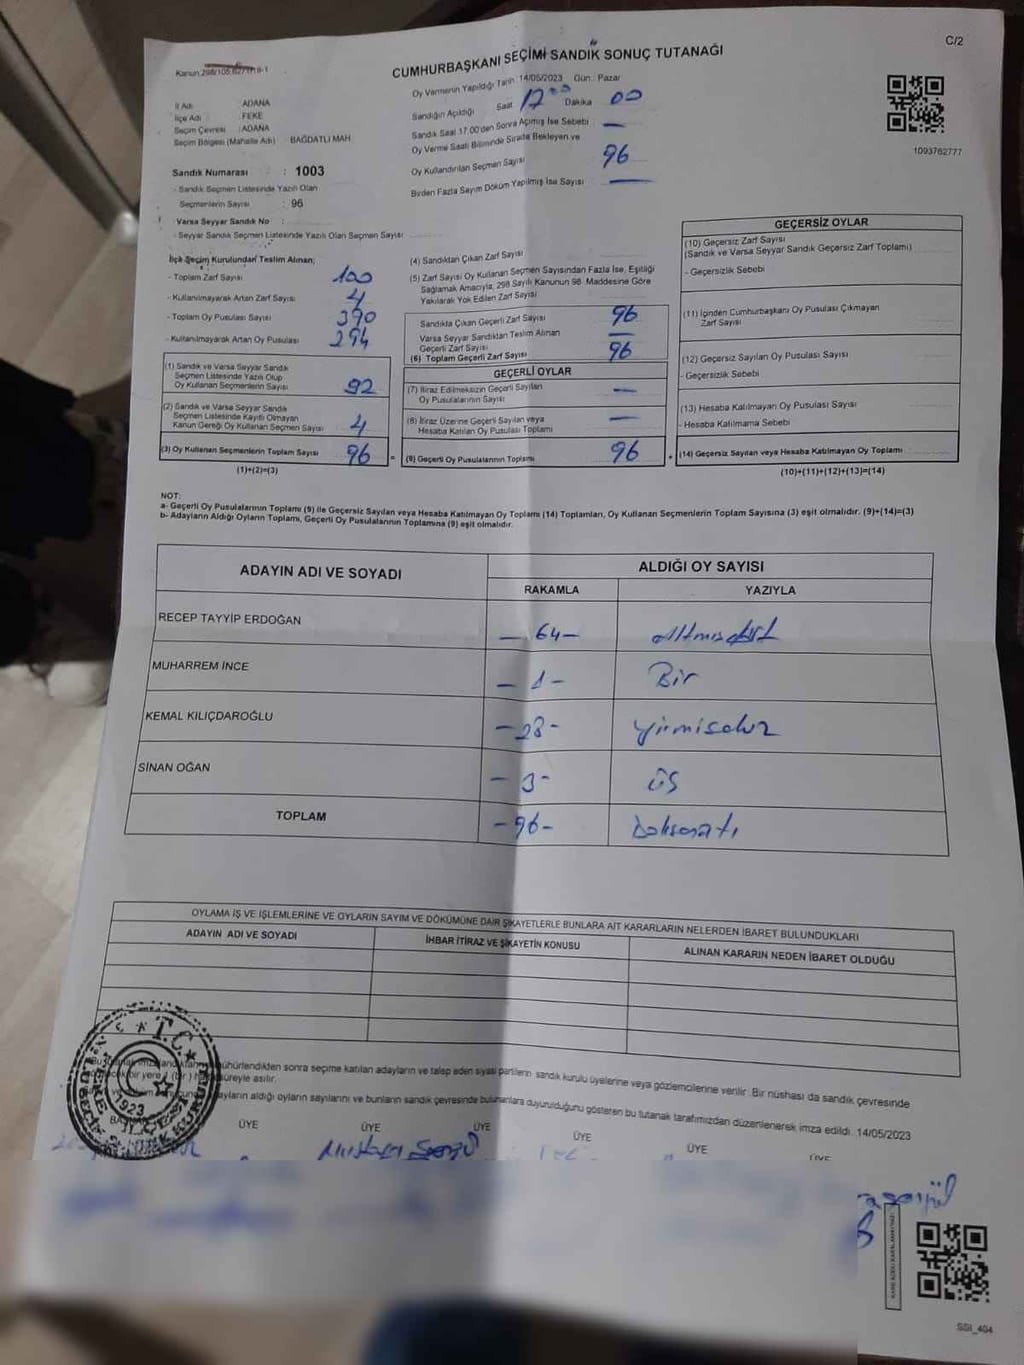 C/2
CUMHURBAŞKANI SEÇİMİ SANDIK SONUÇ TUTANAĞI
Oy Vermenin Yapıldığı Tarih 14/05/2023 Gün: Pazar
Sandığın Açıldığı Saat 17 00 Dakika 00
Sandık Saat 17.00'den Sonra Açmış İse Sebebi —
Oy Verme Saati Bitiminde Sırada Bekleyen ve
Oy Kullandırılan Seçmen Sayısı 96
Birden Fazla Sayım Döküm Yapılmış İse Sayısı —
1093762777
İl Adı ADANA
İlçe Adı : FEKE
Seçim Çevresi : ADANA
Seçim Bölgesi (Mahalle Adı) BAĞDATLI MAH.
Sandık Numarası : 1003
- Sandık Seçmen Listesinde Yazılı Olan
Seçmenlerin Sayısı : 96
Varsa Seyyar Sandık No :
- Seyyar Sandık Seçmen Listesinde Yazılı Olan Seçmen Sayısı
İlçe Seçim Kurulundan Teslim Alınan;
- Toplam Zarf Sayısı 100
- Kullanılmayarak Artan Zarf Sayısı 4
- Toplam Oy Pusulası Sayısı 390
- Kullanılmayarak Artan Oy Pusulası 294
(1) Sandık ve Varsa Seyyar Sandık
Seçmen Listesinde Yazılı Olup
Oy Kullanan Seçmenlerin Sayısı 92
(2) Sandık ve Varsa Seyyar Sandık
Seçmen Listesinde Kayıtlı Olmayan
Kanun Gereği Oy Kullanan Seçmen Sayısı 4
(3) Oy Kullanan Seçmenlerin Toplam Sayısı 96
(1)+(2)=(3)
(4) Sandıktan Çıkan Zarf Sayısı
(5) Zarf Sayısı Oy Kullanan Seçmen Sayısından Fazla İse, Eşitliği
Sağlamak Amacıyla, 298 Sayılı Kanunun 98. Maddesine Göre
Yakılarak Yok Edilen Zarf Sayısı
Sandıkta Çıkan Geçerli Zarf Sayısı 96
Varsa Seyyar Sandıktan Teslim Alınan
Geçerli Zarf Sayısı —
(6) Toplam Geçerli Zarf Sayısı 96
GEÇERLİ OYLAR
(7) İtiraz Edilmeksizin Geçerli Sayılan
Oy Pusulalarının Sayısı —
(8) İtiraz Üzerine Geçerli Sayılan veya
Hesaba Katılan Oy Pusulası Toplamı —
= (9) Geçerli Oy Pusulalarının Toplamı 96 +
GEÇERSİZ OYLAR
(10) Geçersiz Zarf Sayısı
(Sandık ve Varsa Seyyar Sandık Geçersiz Zarf Toplamı)
- Geçersizlik Sebebi
(11) İçinden Cumhurbaşkanı Oy Pusulası Çıkmayan
Zarf Sayısı
(12) Geçersiz Sayılan Oy Pusulası Sayısı
- Geçersizlik Sebebi
(13) Hesaba Katılmayan Oy Pusulası Sayısı
- Hesaba Katılmama Sebebi
(14) Geçersiz Sayılan veya Hesaba Katılmayan Oy Toplamı
(10)+(11)+(12)+(13)=(14)
NOT:
a- Geçerli Oy Pusulalarının Toplamı (9) ile Geçersiz Sayılan veya Hesaba Katılmayan Oy Toplamı (14) Toplamları, Oy Kullanan Seçmenlerin Toplam Sayısına (3) eşit olmalıdır. (9)+(14)=(3)
b- Adayların Aldığı Oyların Toplamı, Geçerli Oy Pusulalarının Toplamına (9) eşit olmalıdır.
ADAYIN ADI VE SOYADI ALDIĞI OY SAYISI
RAKAMLA YAZIYLA
RECEP TAYYİP ERDOĞAN — 64 — altmışdört
MUHARREM İNCE — 1 — Bir
KEMAL KILIÇDAROĞLU — 28 — yirmisekiz
SİNAN OĞAN — 3 — üç
TOPLAM — 96 — Doksanaltı
OYLAMA İŞ VE İŞLEMLERİNE VE OYLARIN SAYIM VE DÖKÜMÜNE DAİR ŞİKAYETLERLE BUNLARA AİT KARARLARIN NELERDEN İBARET BULUNDUKLARI
ADAYIN ADI VE SOYADI İHBAR İTİRAZ VE ŞİKAYETİN KONUSU ALINAN KARARIN NEDEN İBARET OLDUĞU
mühürlendikten sonra seçime katılan adayların ve talep eden siyasi partilerin sandık kurulu üyelerine veya gözlemcilerine verilir. Bir nüshası da sandık çevresinde
süreyle asılır.
adayların aldığı oyların sayılarını ve bunların sandık çevresinde bulunanlara duyurulduğunu gösteren bu tutanak tarafımızdan düzenlenerek imza edildi. 14/05/2023
T.C.
1923
ÜYE ÜYE ÜYE ÜYE ÜYE ÜYE
SSI_404